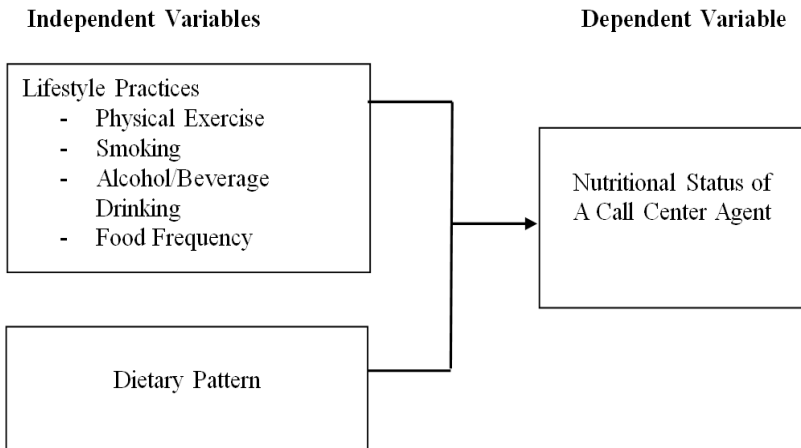 Independent Variables
Dependent Variable
Lifestyle Practices
- Physical Exercise
- Smoking
- Alcohol/Beverage
Drinking
- Food Frequency
Nutritional Status of
A Call Center Agent
Dietary Pattern